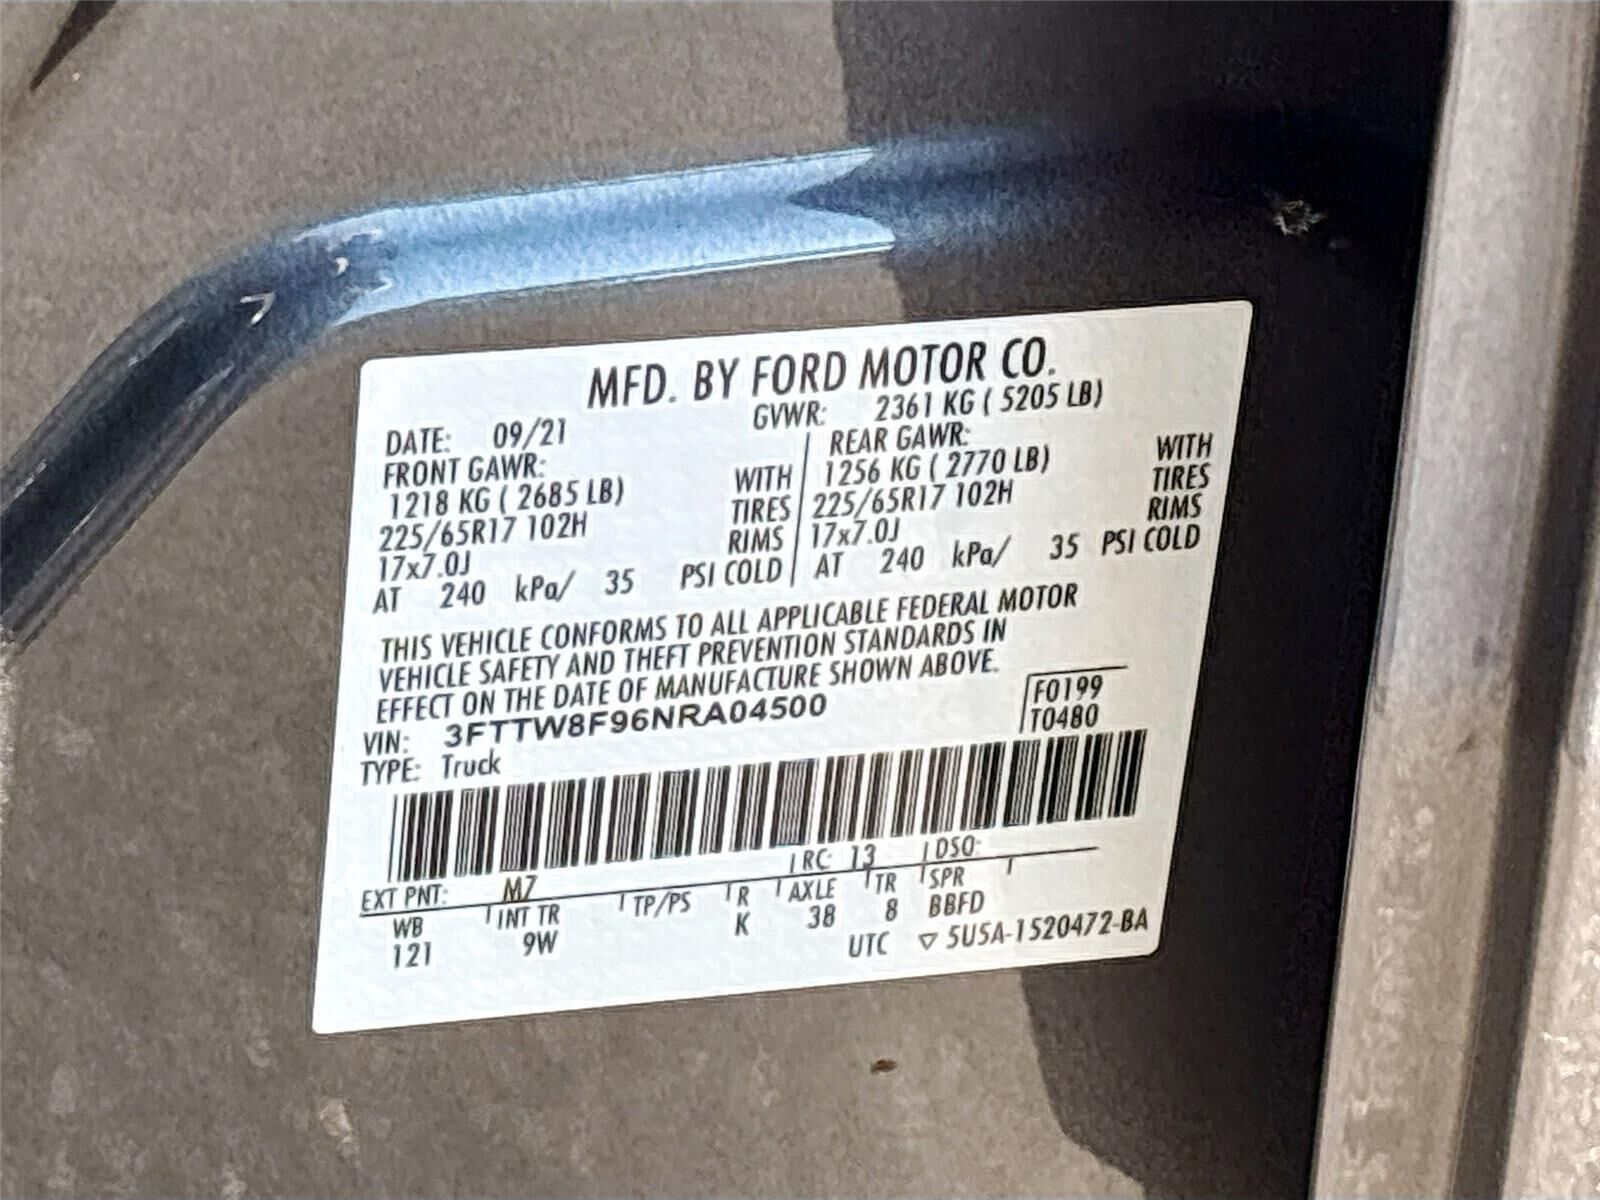 MFD. BY FORD MOTOR CO.
DATE: 09/21 GVWR: 2361 KG ( 5205 LB)
FRONT GAWR: REAR GAWR:
1218 KG ( 2685 LB) WITH 1256 KG ( 2770 LB) WITH
225/65R17 102H TIRES 225/65R17 102H TIRES
17x7.0J RIMS 17x7.0J RIMS
AT 240 kPa/ 35 PSI COLD AT 240 kPa/ 35 PSI COLD
THIS VEHICLE CONFORMS TO ALL APPLICABLE FEDERAL MOTOR
VEHICLE SAFETY AND THEFT PREVENTION STANDARDS IN
EFFECT ON THE DATE OF MANUFACTURE SHOWN ABOVE.
VIN: 3FTTW8F96NRA04500 F0199
TYPE: Truck T0480
EXT PNT: M7 RC: 13 DSO:
WB INT TR TP/PS R AXLE TR SPR
121 9W K 38 8 BBFD
UTC ▽ 5U5A-1520472-BA